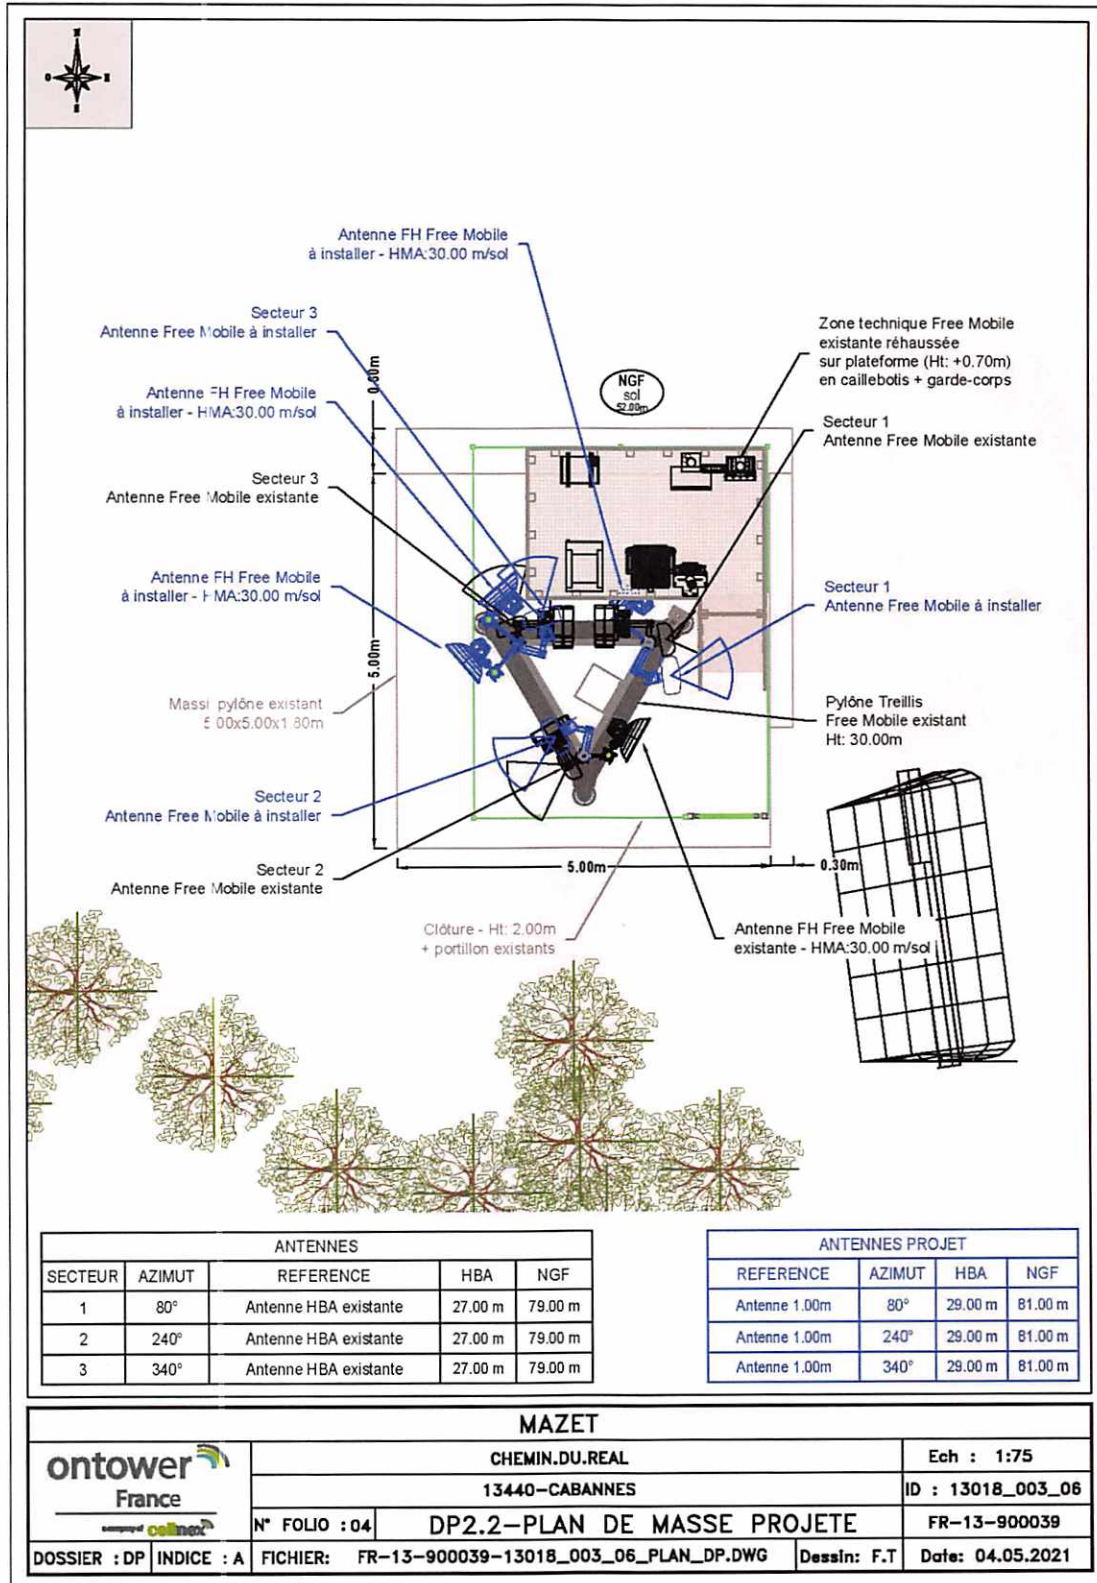 N
O
E
S
Antenne FH Free Mobile
à installer - HMA:30.00 m/sol
Secteur 3
Antenne Free Mobile à installer
0.60m
Antenne FH Free Mobile
à installer - HMA:30.00 m/sol
NGF
sol
52.00m
Zone technique Free Mobile
existante réhaussée
sur plateforme (Ht: +0.70m)
en caillebotis + garde-corps
Secteur 1
Antenne Free Mobile existante
Secteur 3
Antenne Free Mobile existante
Antenne FH Free Mobile
à installer - HMA:30.00 m/sol
Secteur 1
Antenne Free Mobile à installer
5.00m
Massif pylône existant
5.00x5.00x1.80m
Pylône Treillis
Free Mobile existant
Ht: 30.00m
Secteur 2
Antenne Free Mobile à installer
Secteur 2
Antenne Free Mobile existante
5.00m
0.30m
Clôture - Ht: 2.00m
+ portillon existants
Antenne FH Free Mobile
existante - HMA:30.00 m/sol
ANTENNES
SECTEUR AZIMUT REFERENCE HBA NGF
1 80° Antenne HBA existante 27.00 m 79.00 m
2 240° Antenne HBA existante 27.00 m 79.00 m
3 340° Antenne HBA existante 27.00 m 79.00 m
ANTENNES PROJET
REFERENCE AZIMUT HBA NGF
Antenne 1.00m 80° 29.00 m 81.00 m
Antenne 1.00m 240° 29.00 m 81.00 m
Antenne 1.00m 340° 29.00 m 81.00 m
MAZET
ontower
France
a company of cellnex
CHEMIN.DU.REAL
Ech : 1:75
13440-CABANNES
ID : 13018_003_06
N° FOLIO :04
DP2.2-PLAN DE MASSE PROJETE
FR-13-900039
DOSSIER :DP
INDICE : A
FICHIER: FR-13-900039-13018_003_06_PLAN_DP.DWG
Dessin: F.T
Date: 04.05.2021